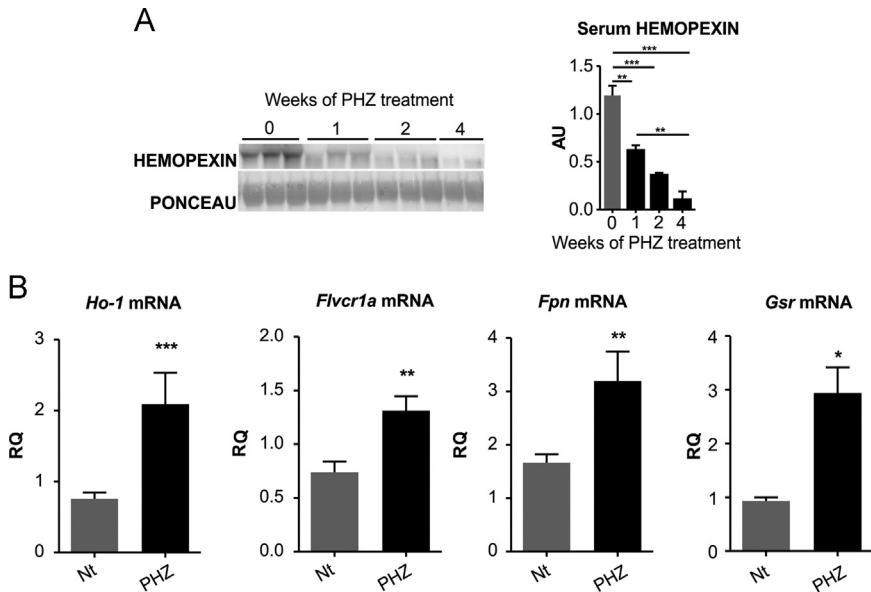 A
Weeks of PHZ treatment
0 1 2 4
HEMOPEXIN
PONCEAU
Serum HEMOPEXIN
***
***
**
**
1.5
1.0
0.5
0.0
AU
0 1 2 4
Weeks of PHZ treatment
B
Ho-1 mRNA
3
2
1
0
RQ
***
Nt PHZ
Flvcr1a mRNA
2.0
1.5
1.0
0.5
0.0
RQ
**
Nt PHZ
Fpn mRNA
4
3
2
1
0
RQ
**
Nt PHZ
Gsr mRNA
4
3
2
1
0
RQ
*
Nt PHZ